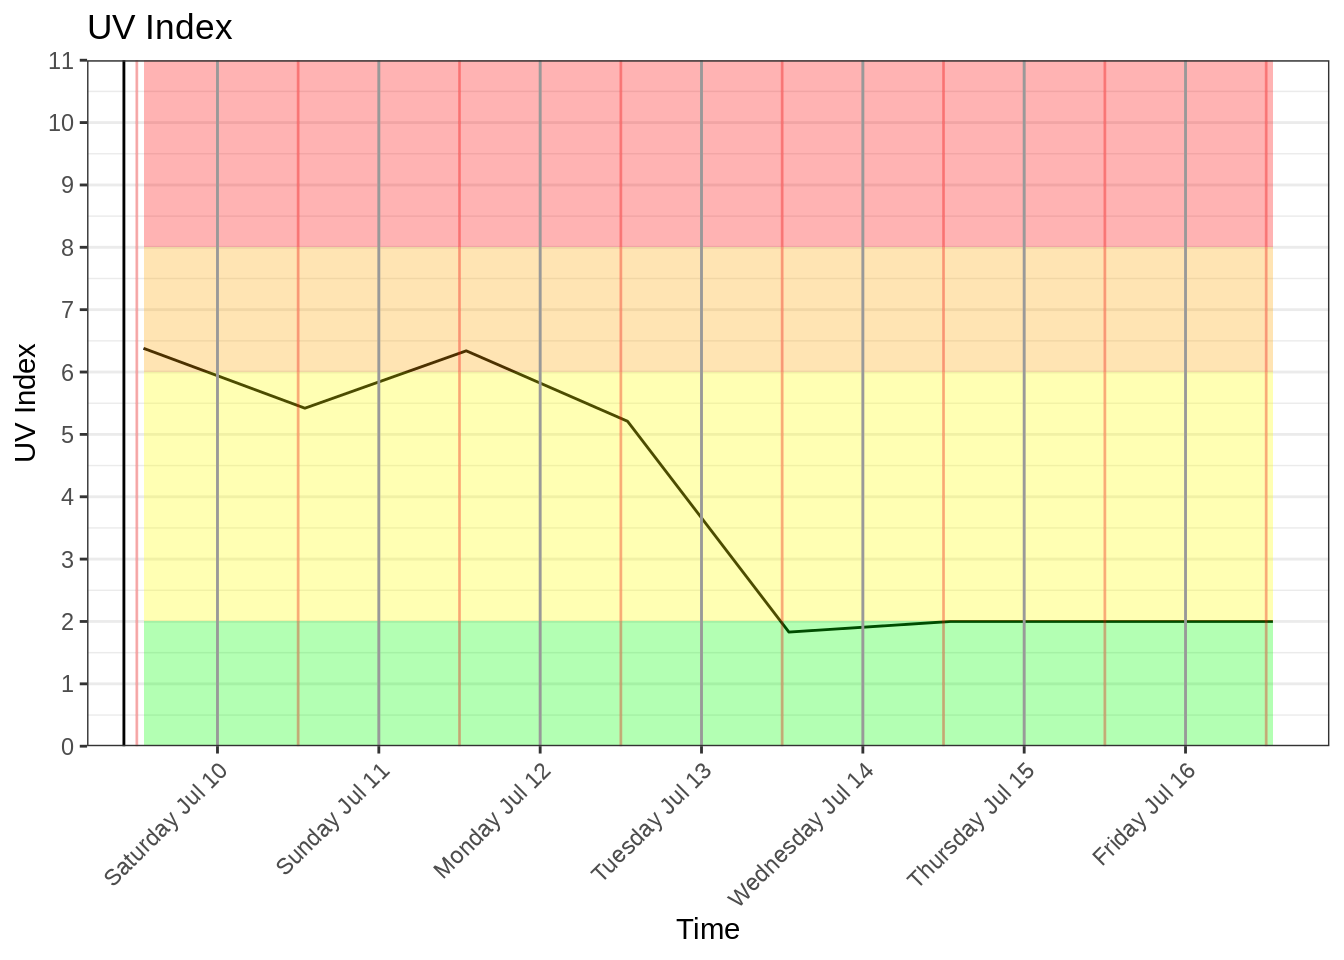 UV Index
11
10
9
8
7
6
5
4
3
2
1
0
UV Index
Saturday Jul 10
Sunday Jul 11
Monday Jul 12
Tuesday Jul 13
Wednesday Jul 14
Thursday Jul 15
Friday Jul 16
Time